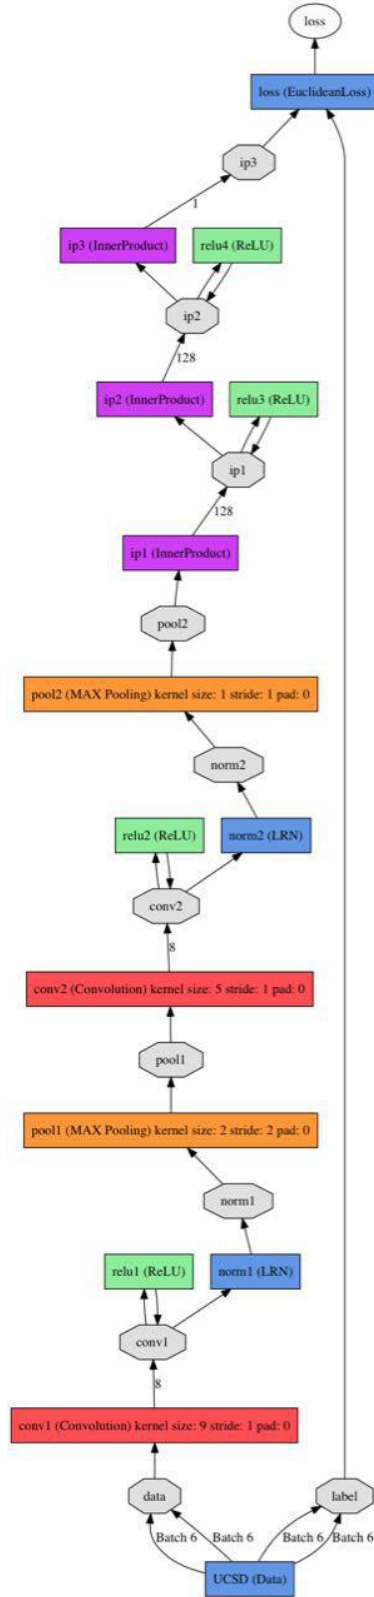 loss
loss (EuclideanLoss)
ip3
1
ip3 (InnerProduct)
relu4 (ReLU)
ip2
128
ip2 (InnerProduct)
relu3 (ReLU)
ip1
128
ip1 (InnerProduct)
pool2
pool2 (MAX Pooling) kernel size: 1 stride: 1 pad: 0
norm2
relu2 (ReLU)
norm2 (LRN)
conv2
8
conv2 (Convolution) kernel size: 5 stride: 1 pad: 0
pool1
pool1 (MAX Pooling) kernel size: 2 stride: 2 pad: 0
norm1
relu1 (ReLU)
norm1 (LRN)
conv1
8
conv1 (Convolution) kernel size: 9 stride: 1 pad: 0
data
label
Batch 6
Batch 6
Batch 6
Batch 6
UCSD (Data)